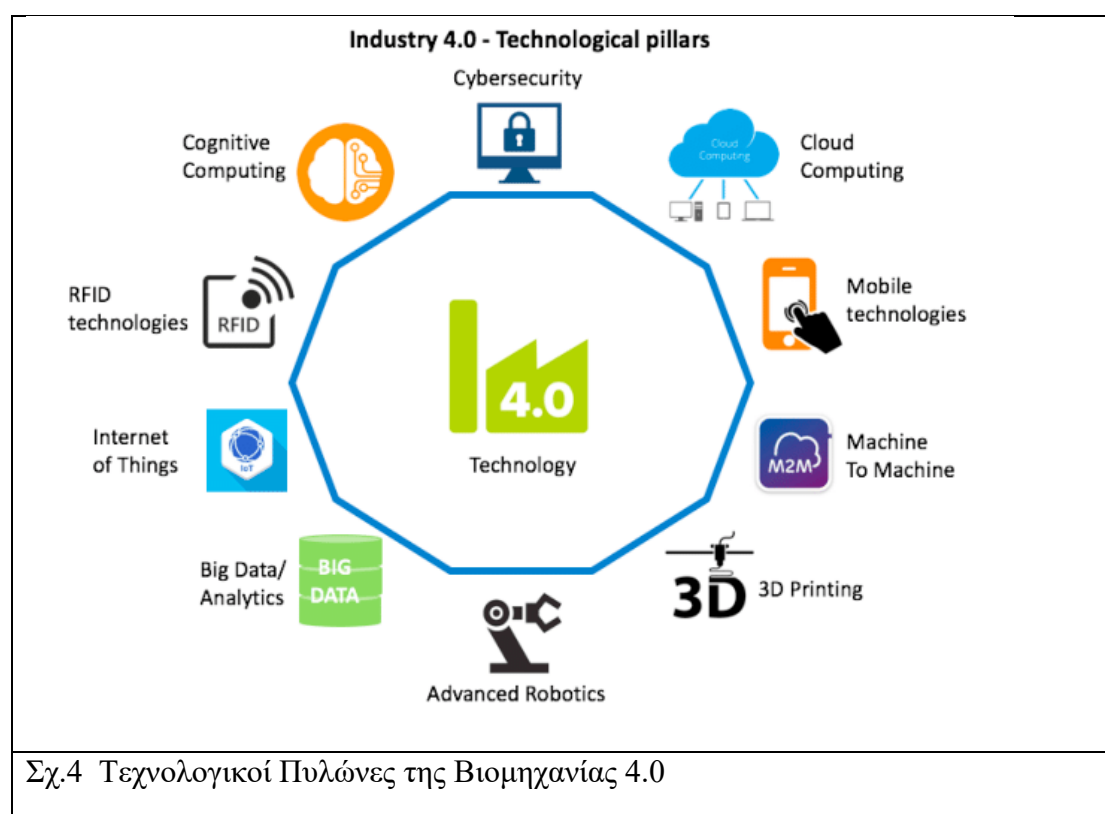 Industry 4.0 - Technological pillars
Cybersecurity
Cognitive
Computing
Cloud
Computing
Cloud
Computing
RFID
technologies
RFID
Mobile
technologies
4.0
Technology
Internet
of Things
IoT
M2M
Machine
To Machine
Big Data/
Analytics
BIG
DATA
3D
3D Printing
Advanced Robotics
Σχ.4 Τεχνολογικοί Πυλώνες της Βιομηχανίας 4.0